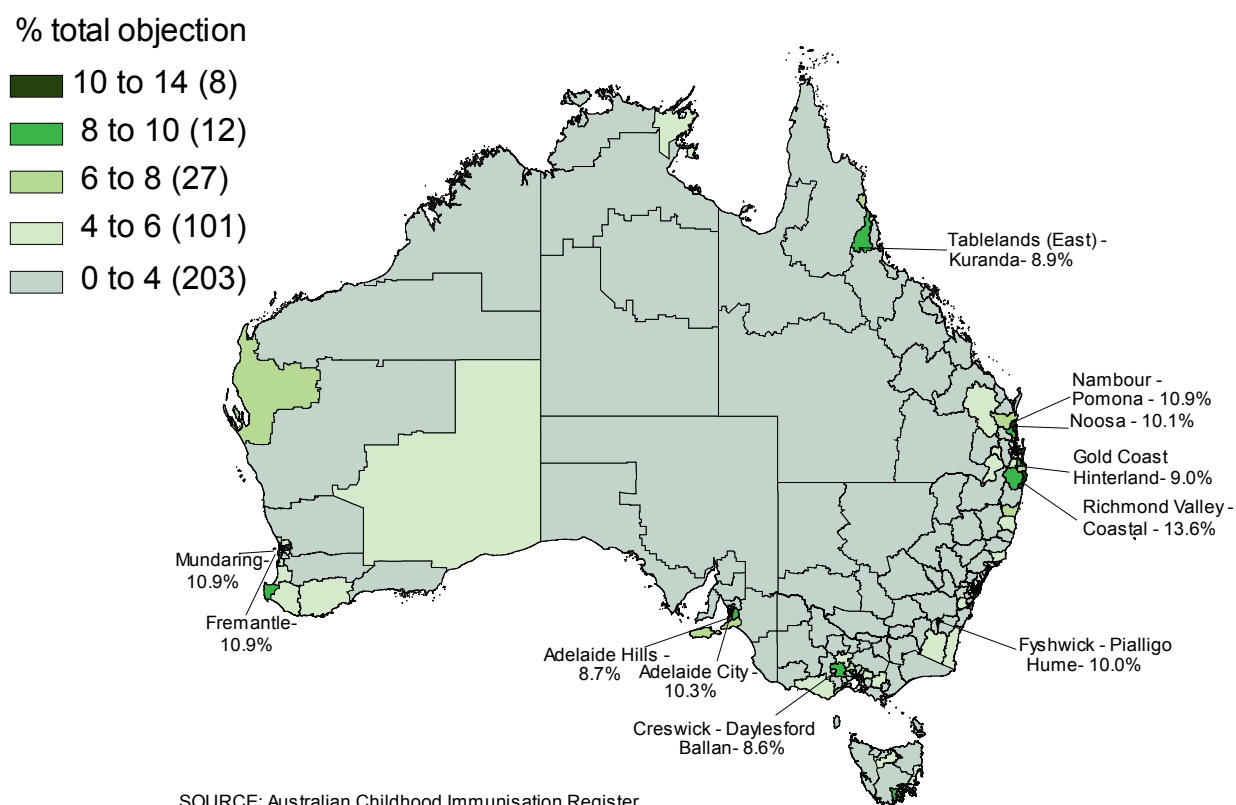 % total objection
10 to 14 (8)
8 to 10 (12)
6 to 8 (27)
4 to 6 (101)
0 to 4 (203)
Tablelands (East) -
Kuranda- 8.9%
Nambour -
Pomona - 10.9%
Noosa - 10.1%
Gold Coast
Hinterland- 9.0%
Richmond Valley -
Coastal - 13.6%
Mundaring-
10.9%
Fremantle-
10.9%
Adelaide Hills -
8.7%
Adelaide City -
10.3%
Fyshwick - Pialligo
Hume- 10.0%
Creswick - Daylesford
Ballan- 8.6%
SOURCE: Australian Childhood Immunisation Register